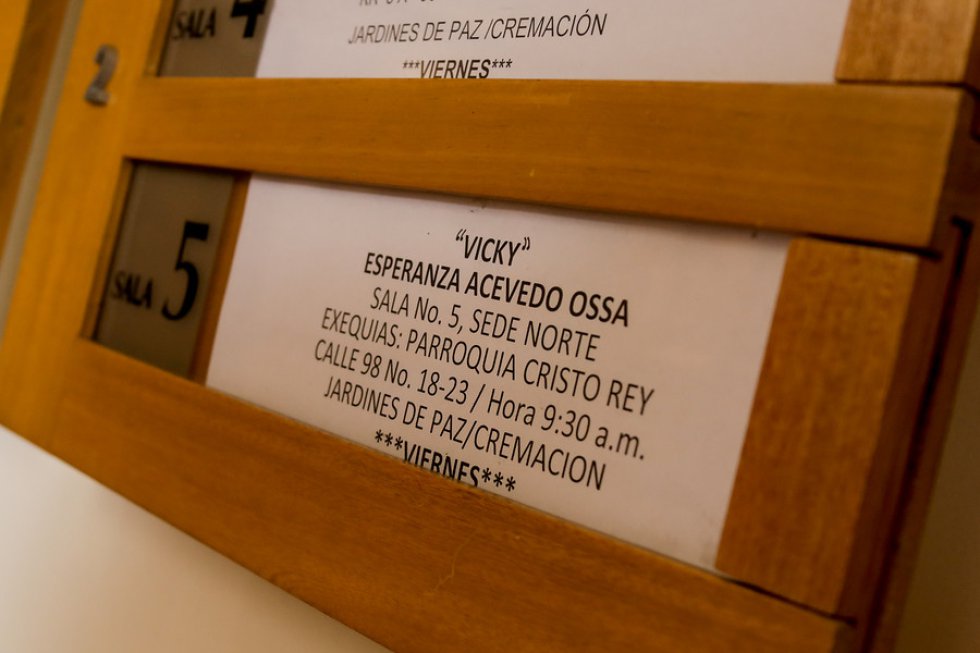 SALA 4
JARDINES DE PAZ /CREMACIÓN
***VIERNES***
2
SALA 5
“VICKY”
ESPERANZA ACEVEDO OSSA
SALA No. 5, SEDE NORTE
EXEQUIAS: PARROQUIA CRISTO REY
CALLE 98 No. 18-23 / Hora 9:30 a.m.
JARDINES DE PAZ/CREMACION
***VIERNES***